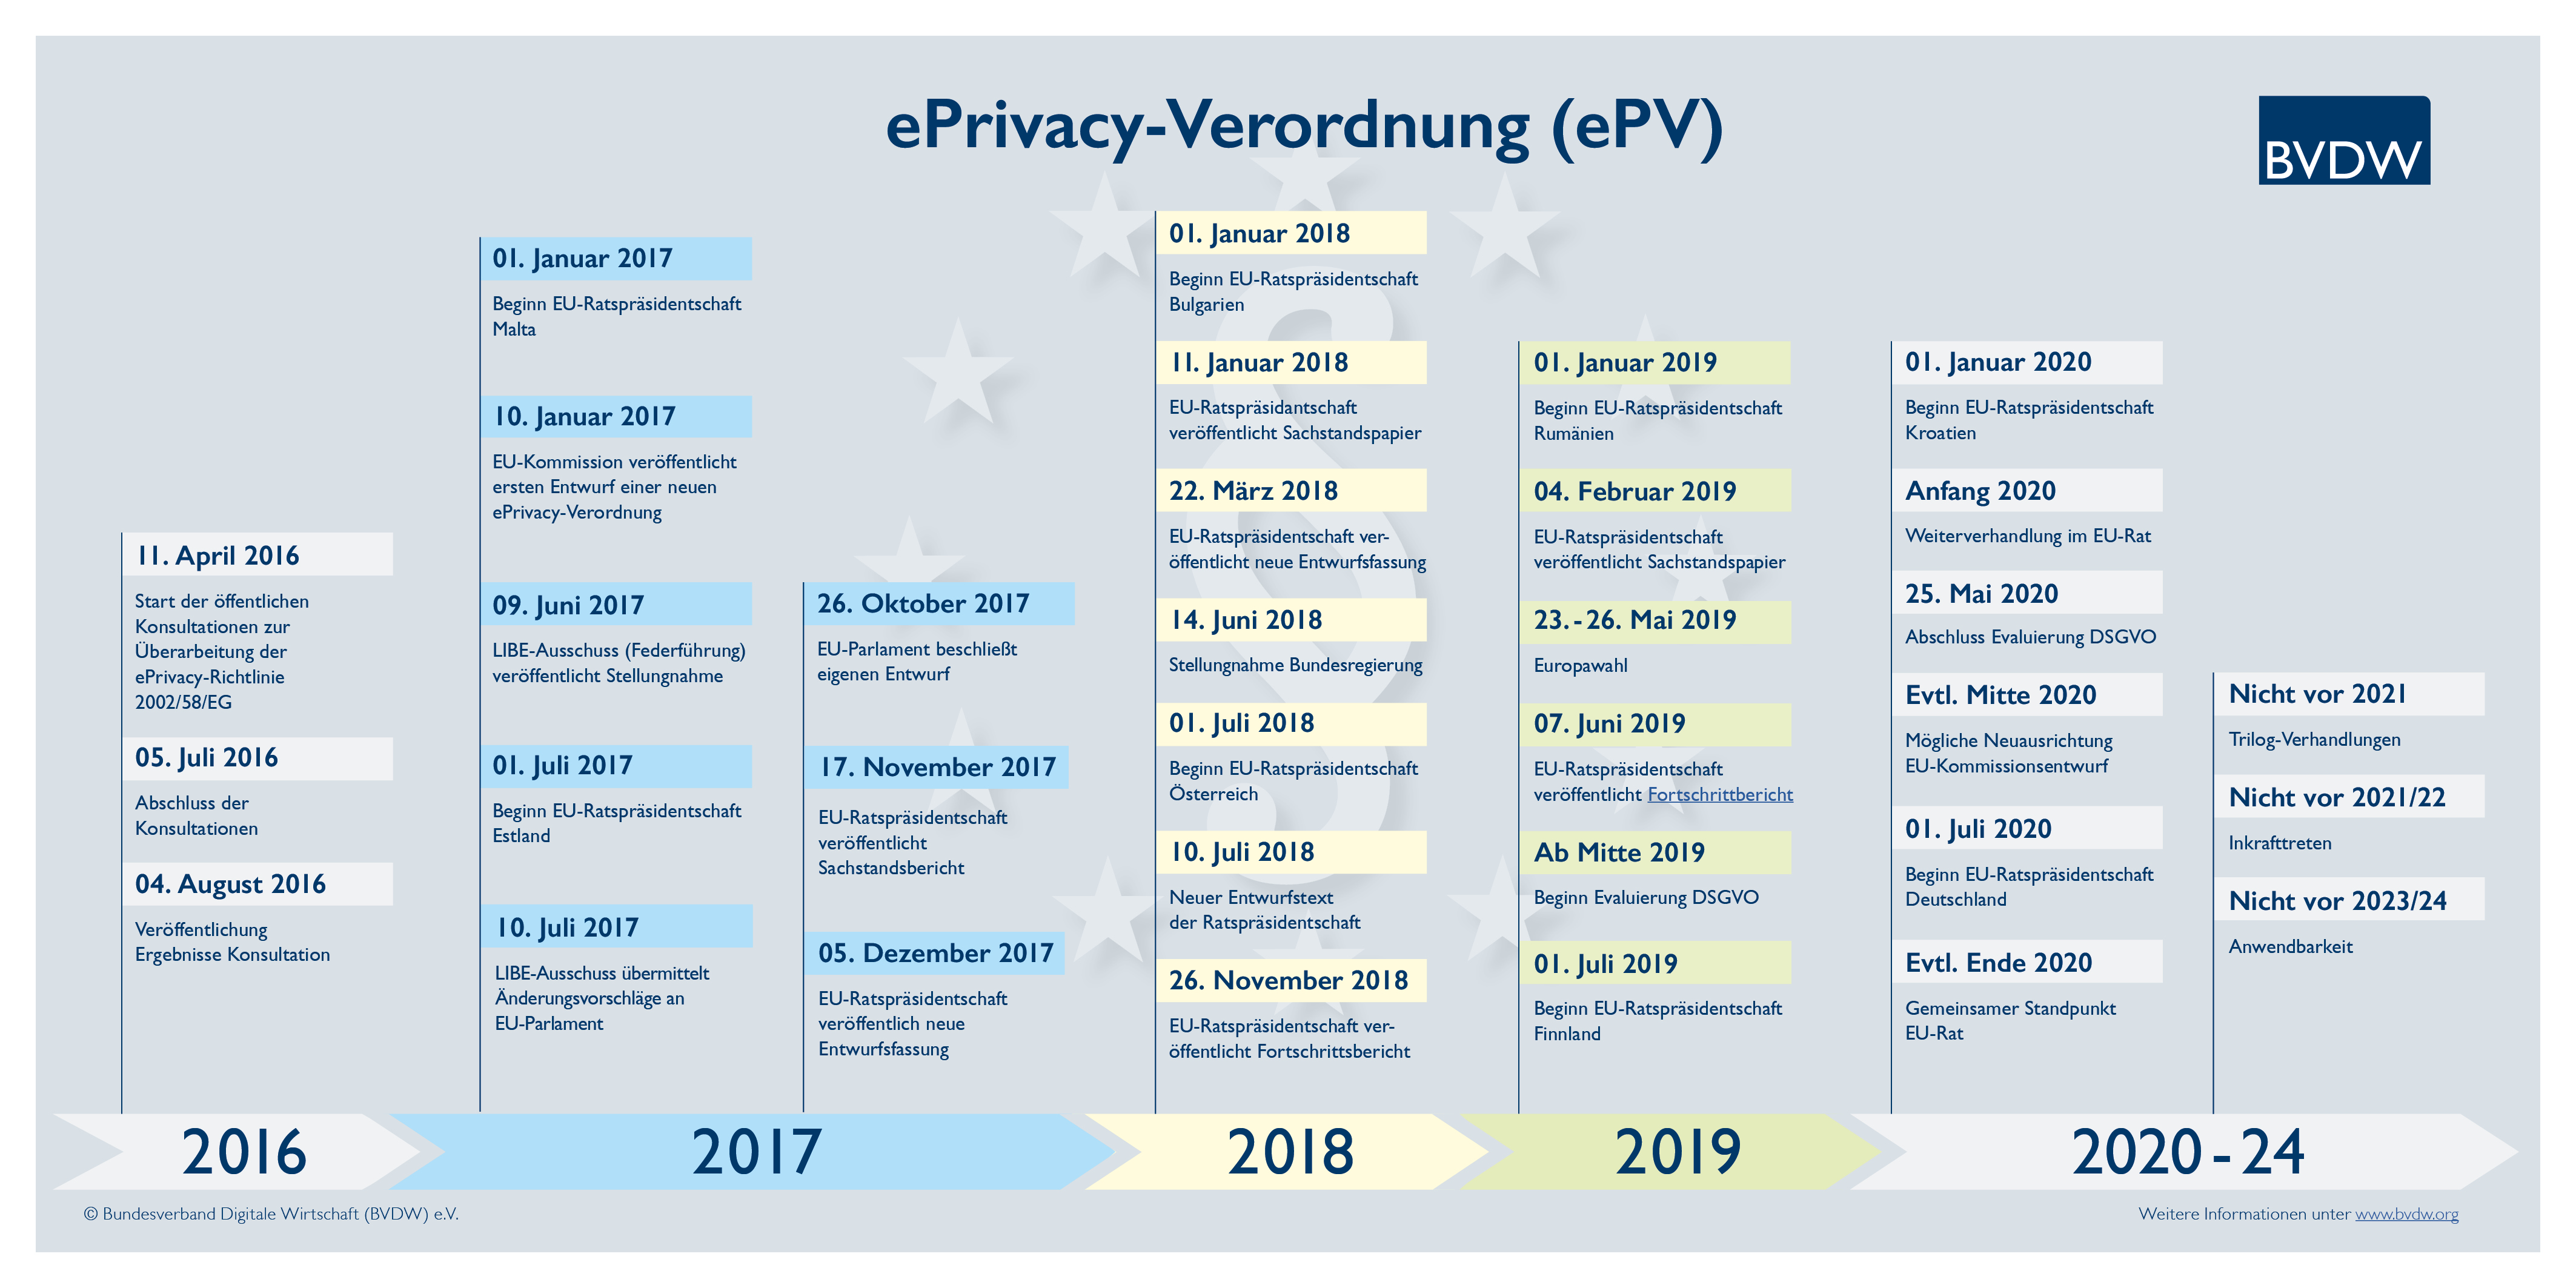 ePrivacy-Verordnung (ePV)
BVDW
11. April 2016
Start der öffentlichen
Konsultationen zur
Überarbeitung der
ePrivacy-Richtlinie
2002/58/EG
05. Juli 2016
Abschluss der
Konsultationen
04. August 2016
Veröffentlichung
Ergebnisse Konsultation
01. Januar 2017
Beginn EU-Ratspräsidentschaft
Malta
10. Januar 2017
EU-Kommission veröffentlicht
ersten Entwurf einer neuen
ePrivacy-Verordnung
09. Juni 2017
LIBE-Ausschuss (Federführung)
veröffentlicht Stellungnahme
01. Juli 2017
Beginn EU-Ratspräsidentschaft
Estland
10. Juli 2017
LIBE-Ausschuss übermittelt
Änderungsvorschläge an
EU-Parlament
26. Oktober 2017
EU-Parlament beschließt
eigenen Entwurf
17. November 2017
EU-Ratspräsidentschaft
veröffentlicht
Sachstandsbericht
05. Dezember 2017
EU-Ratspräsidentschaft
veröffentlich neue
Entwurfsfassung
01. Januar 2018
Beginn EU-Ratspräsidentschaft
Bulgarien
11. Januar 2018
EU-Ratspräsidantschaft
veröffentlicht Sachstandspapier
22. März 2018
EU-Ratspräsidentschaft ver-
öffentlicht neue Entwurfsfassung
14. Juni 2018
Stellungnahme Bundesregierung
01. Juli 2018
Beginn EU-Ratspräsidentschaft
Österreich
10. Juli 2018
Neuer Entwurfstext
der Ratspräsidentschaft
26. November 2018
EU-Ratspräsidentschaft ver-
öffentlicht Fortschrittsbericht
01. Januar 2019
Beginn EU-Ratspräsidentschaft
Rumänien
04. Februar 2019
EU-Ratspräsidentschaft
veröffentlicht Sachstandspapier
23.-26. Mai 2019
Europawahl
07. Juni 2019
EU-Ratspräsidentschaft
veröffentlicht Fortschrittbericht
Ab Mitte 2019
Beginn Evaluierung DSGVO
01. Juli 2019
Beginn EU-Ratspräsidentschaft
Finnland
01. Januar 2020
Beginn EU-Ratspräsidentschaft
Kroatien
Anfang 2020
Weiterverhandlung im EU-Rat
25. Mai 2020
Abschluss Evaluierung DSGVO
Evtl. Mitte 2020
Mögliche Neuausrichtung
EU-Kommissionsentwurf
01. Juli 2020
Beginn EU-Ratspräsidentschaft
Deutschland
Evtl. Ende 2020
Gemeinsamer Standpunkt
EU-Rat
Nicht vor 2021
Trilog-Verhandlungen
Nicht vor 2021/22
Inkrafttreten
Nicht vor 2023/24
Anwendbarkeit
2016
2017
2018
2019
2020-24
© Bundesverband Digitale Wirtschaft (BVDW) e.V.
Weitere Informationen unter www.bvdw.org